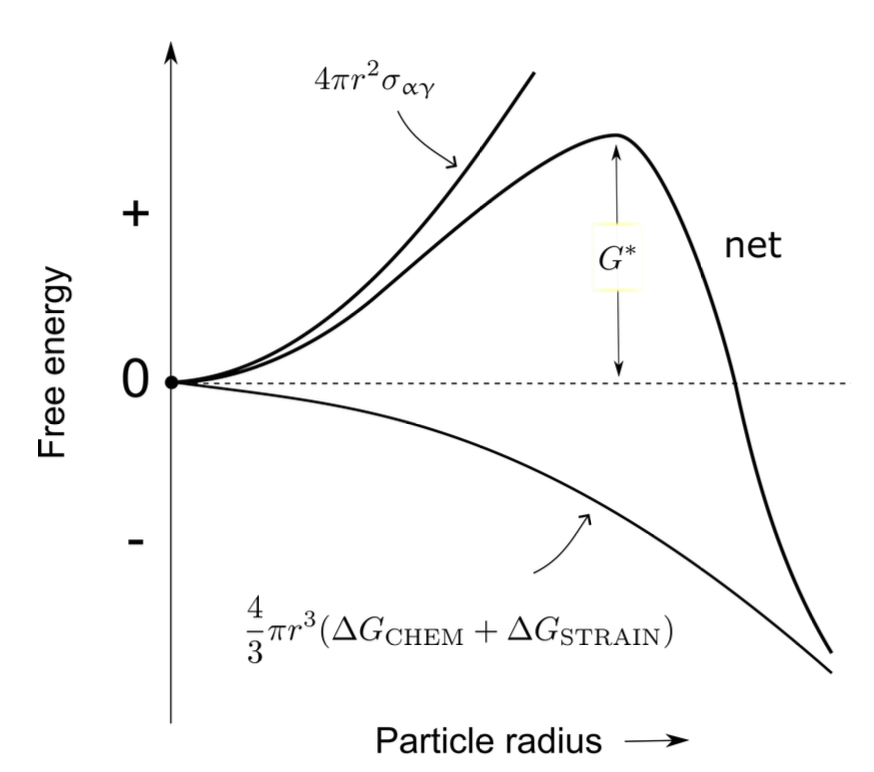 4πr²σ_αγ
+
G*
net
0
Free energy
-
4/3 πr³(ΔG_CHEM + ΔG_STRAIN)
Particle radius